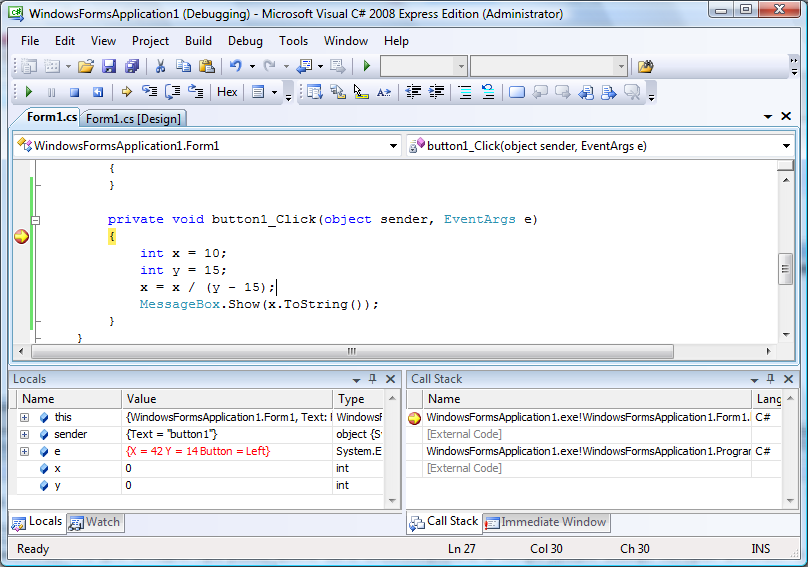 WindowsFormsApplication1 (Debugging) - Microsoft Visual C# 2008 Express Edition (Administrator)
File Edit View Project Build Debug Tools Window Help
Hex
Form1.cs Form1.cs [Design]
WindowsFormsApplication1.Form1 button1_Click(object sender, EventArgs e)
{
}
private void button1_Click(object sender, EventArgs e)
{
int x = 10;
int y = 15;
x = x / (y - 15);
MessageBox.Show(x.ToString());
}
}
Locals Call Stack
Name Value Type
this {WindowsFormsApplication1.Form1, Text: WindowsF
sender {Text = "button1"} object {Sy
e {X = 42 Y = 14 Button = Left} System.E
x 0 int
y 0 int
Name Lang
WindowsFormsApplication1.exe!WindowsFormsApplication1.Form1. C#
[External Code]
WindowsFormsApplication1.exe!WindowsFormsApplication1.Progra C#
[External Code]
Locals Watch Call Stack Immediate Window
Ready Ln 27 Col 30 Ch 30 INS